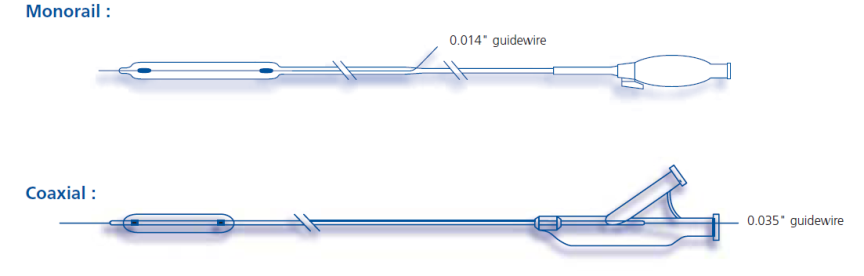 Monorail :
0.014" guidewire
Coaxial :
0.035" guidewire